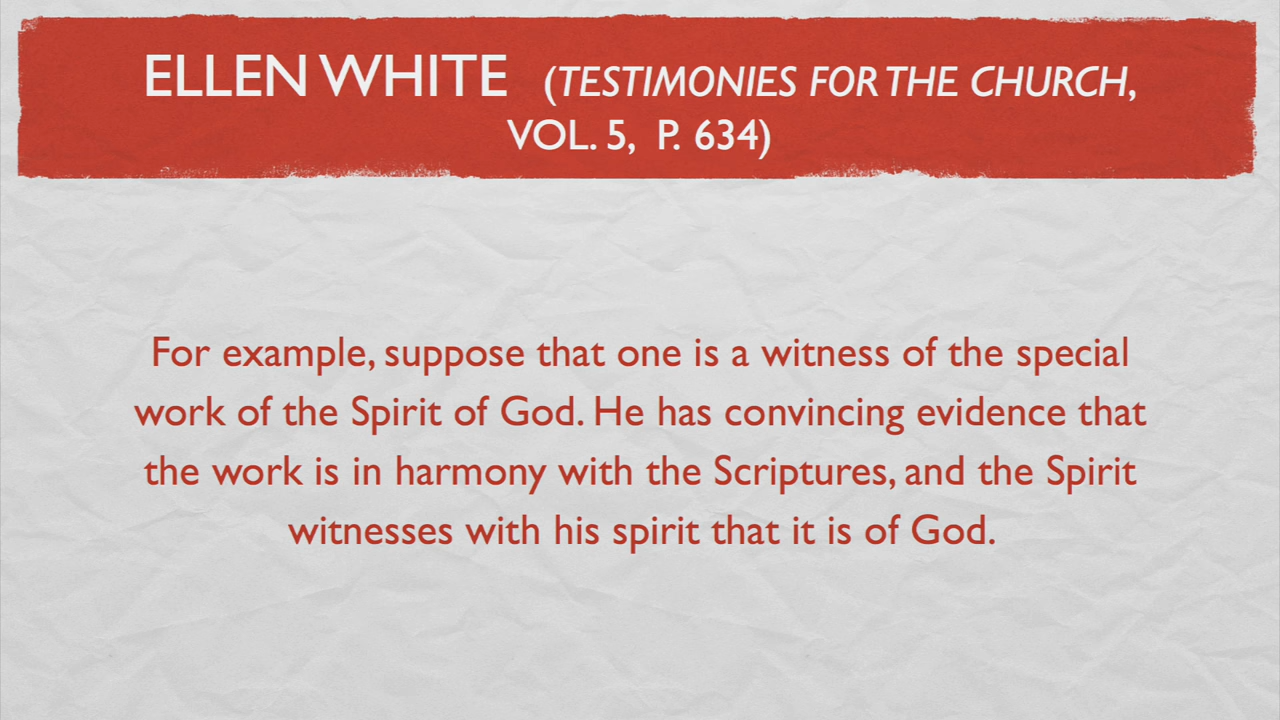 ELLEN WHITE (TESTIMONIES FOR THE CHURCH,
VOL. 5, P. 634)
For example, suppose that one is a witness of the special
work of the Spirit of God. He has convincing evidence that
the work is in harmony with the Scriptures, and the Spirit
witnesses with his spirit that it is of God.